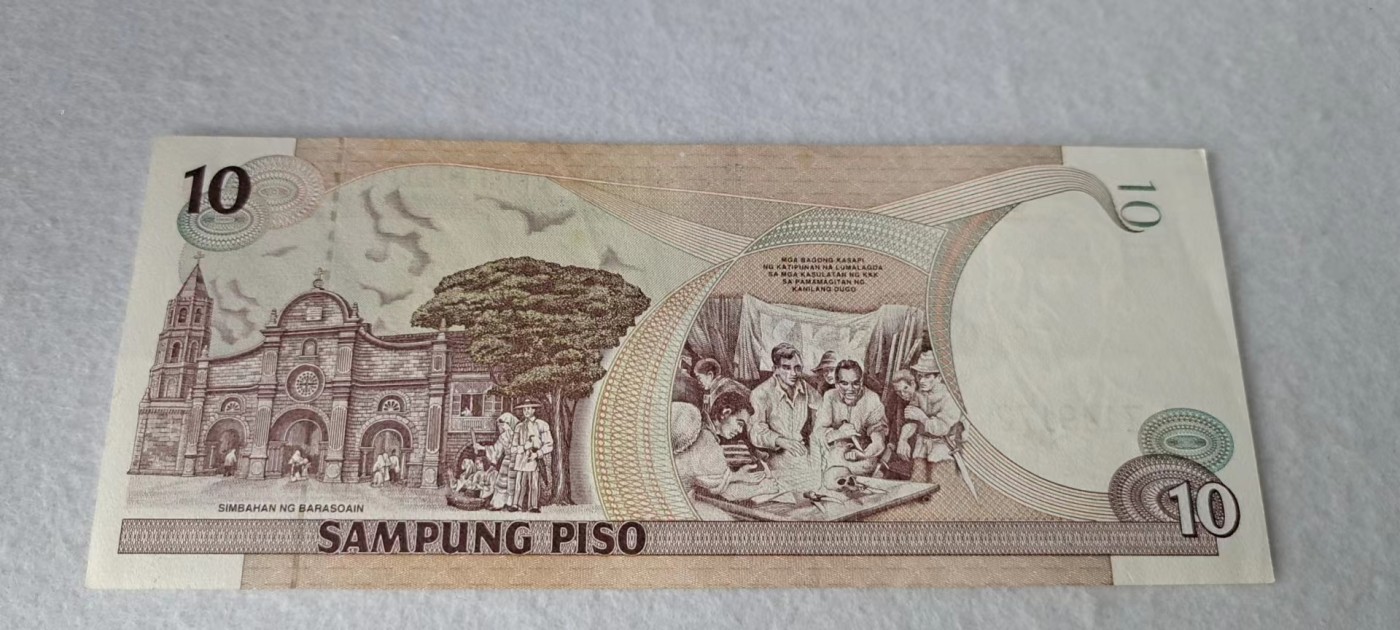 10
10
MGA BAGONG KASAPI
NG KATIPUNAN NA LUMALAGDA
SA MGA KASULATAN NG KKK
SA PAMAMAGITAN NG
KANILANG DUGO
SIMBAHAN NG BARASOAIN
SAMPUNG PISO
10